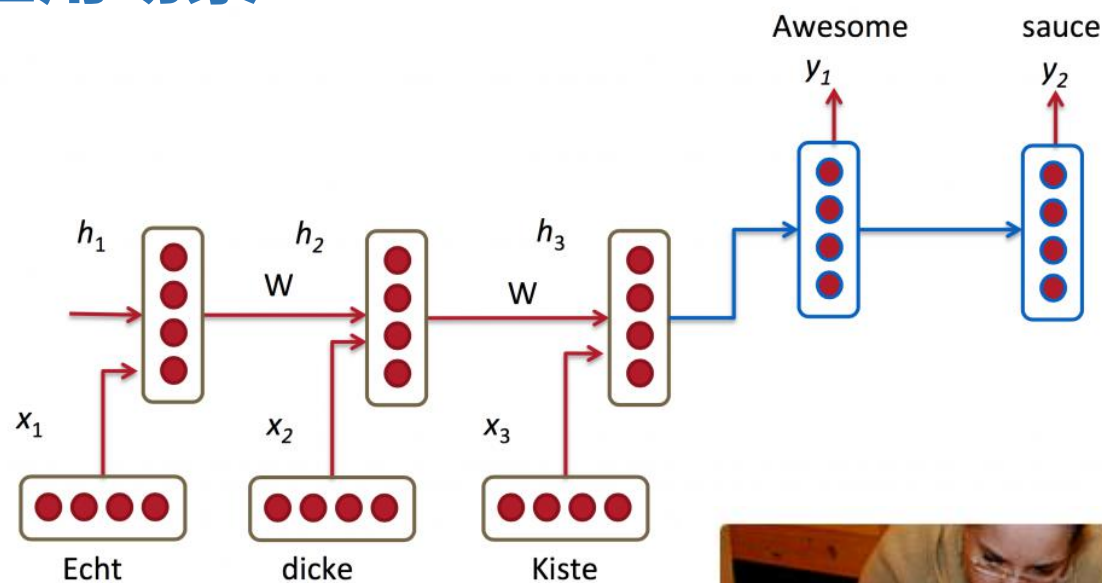 Awesome sauce
y1 y2
h1 h2 h3
W W
x1 x2 x3
Echt dicke Kiste